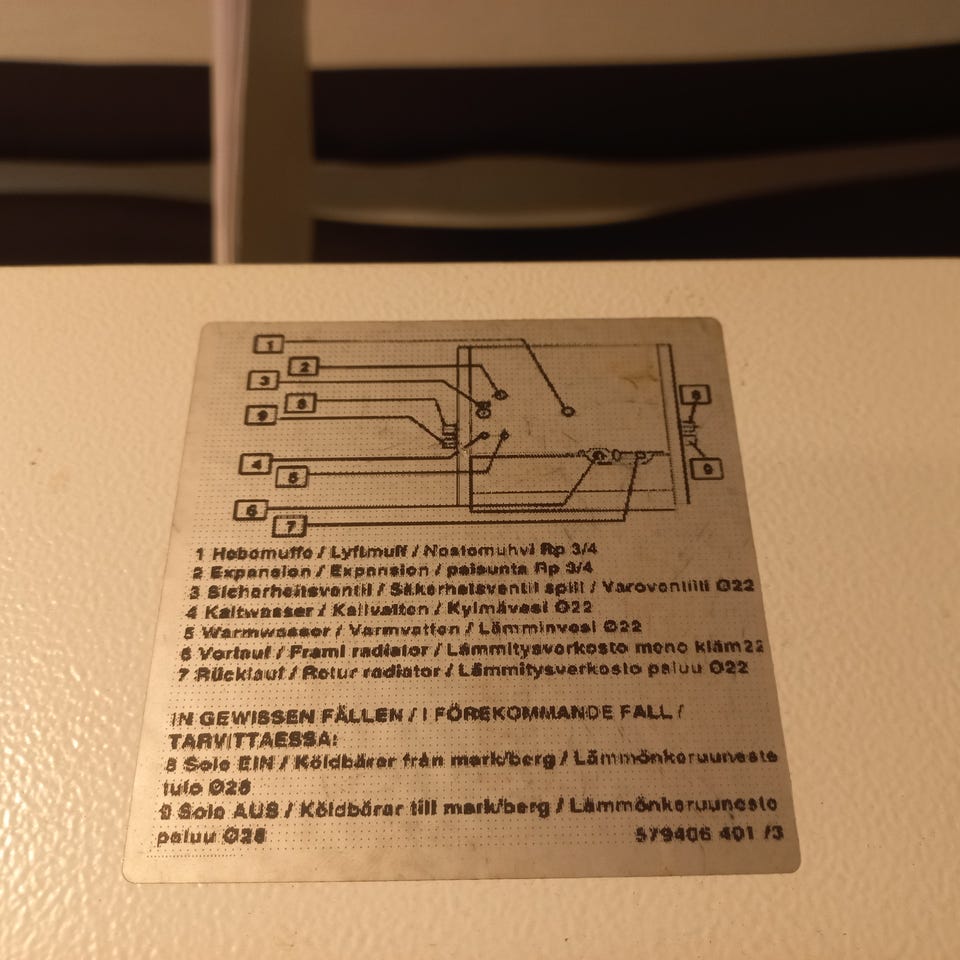 1
2
3
8
9
4
5
6
7
8
9
1 Hebemuffe / Lyftmuff / Nostomuhvi Rp 3/4
2 Expansion / Expansion / paisunta Rp 3/4
3 Sicherheitsventil / Säkerhetsventil spill / Varoventiili Ø22
4 Kaltwasser / Kallvatten / Kylmävesi Ø22
5 Warmwasser / Varmvatten / Lämminvesi Ø22
6 Vorlauf / Framl radiator / Lämmitysverkosto meno kläm22
7 Rücklauf / Retur radiator / Lämmitysverkosto paluu Ø22
IN GEWISSEN FÄLLEN / I FÖREKOMMANDE FALL /
TARVITTAESSA:
8 Sole EIN / Köldbärar från mark/berg / Lämmönkeruuneste
tulo Ø28
9 Sole AUS / Köldbärar till mark/berg / Lämmönkeruuneste
paluu Ø28 579406 401 /3